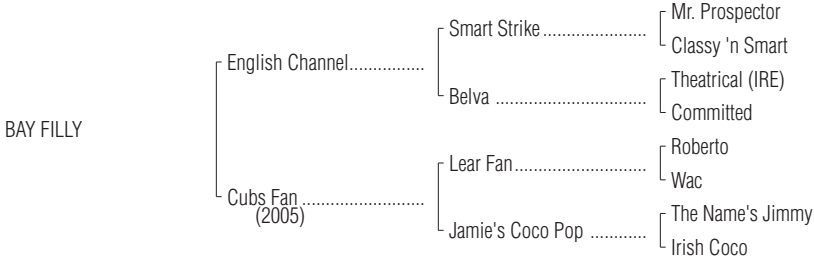 Mr. Prospector
Smart Strike......................
Classy 'n Smart
English Channel................
Theatrical (IRE)
Belva ................................
Committed
BAY FILLY
Roberto
Lear Fan............................
Wac
Cubs Fan ..........................
(2005)
The Name's Jimmy
Jamie's Coco Pop ............
Irish Coco